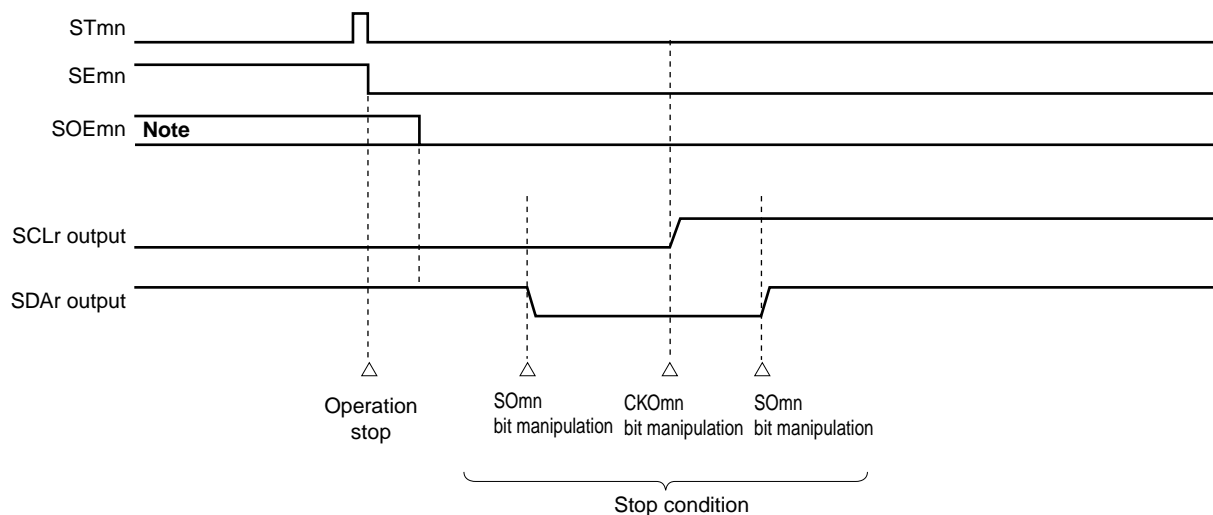 STmn
SEmn
SOEmn Note
SCLr output
SDAr output
Operation
stop
SOmn
bit manipulation
CKOmn
bit manipulation
SOmn
bit manipulation
Stop condition